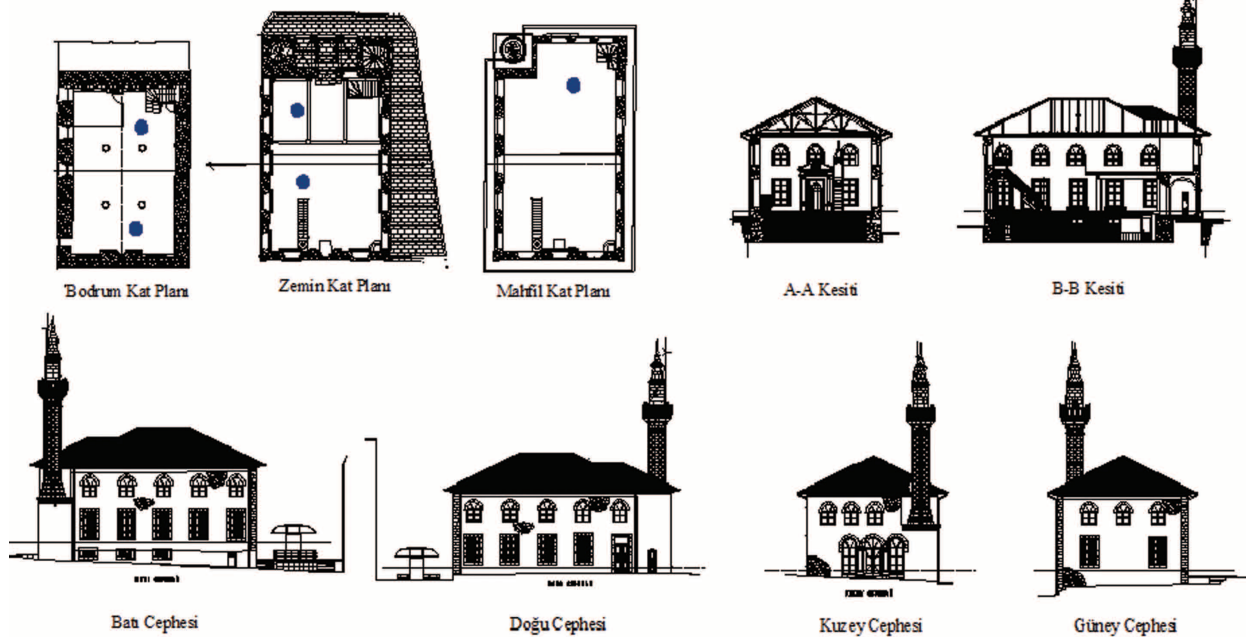 Bodrum Kat Planı
Zemin Kat Planı
Mahfil Kat Planı
A-A Kesiti
B-B Kesiti
Batı Cephesi
Doğu Cephesi
Kuzey Cephesi
Güney Cephesi